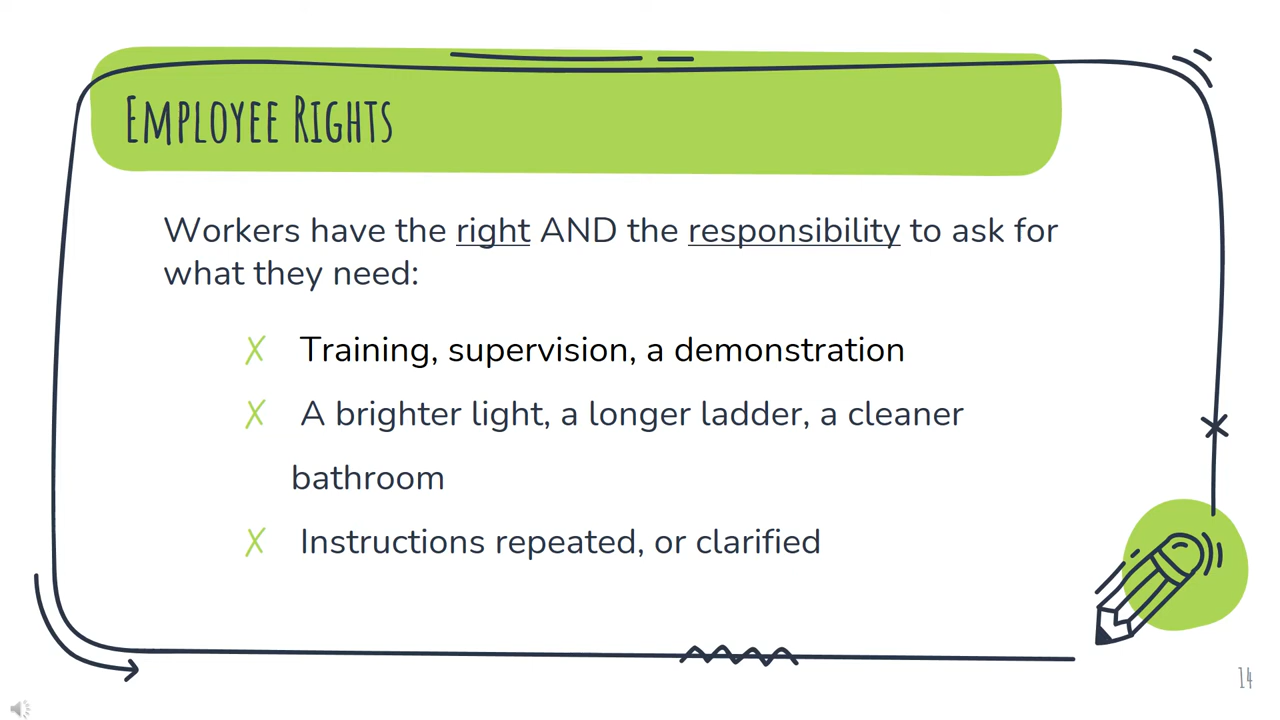 Employee Rights
Workers have the right AND the responsibility to ask for
what they need:
X Training, supervision, a demonstration
X A brighter light, a longer ladder, a cleaner
bathroom
X Instructions repeated, or clarified
14